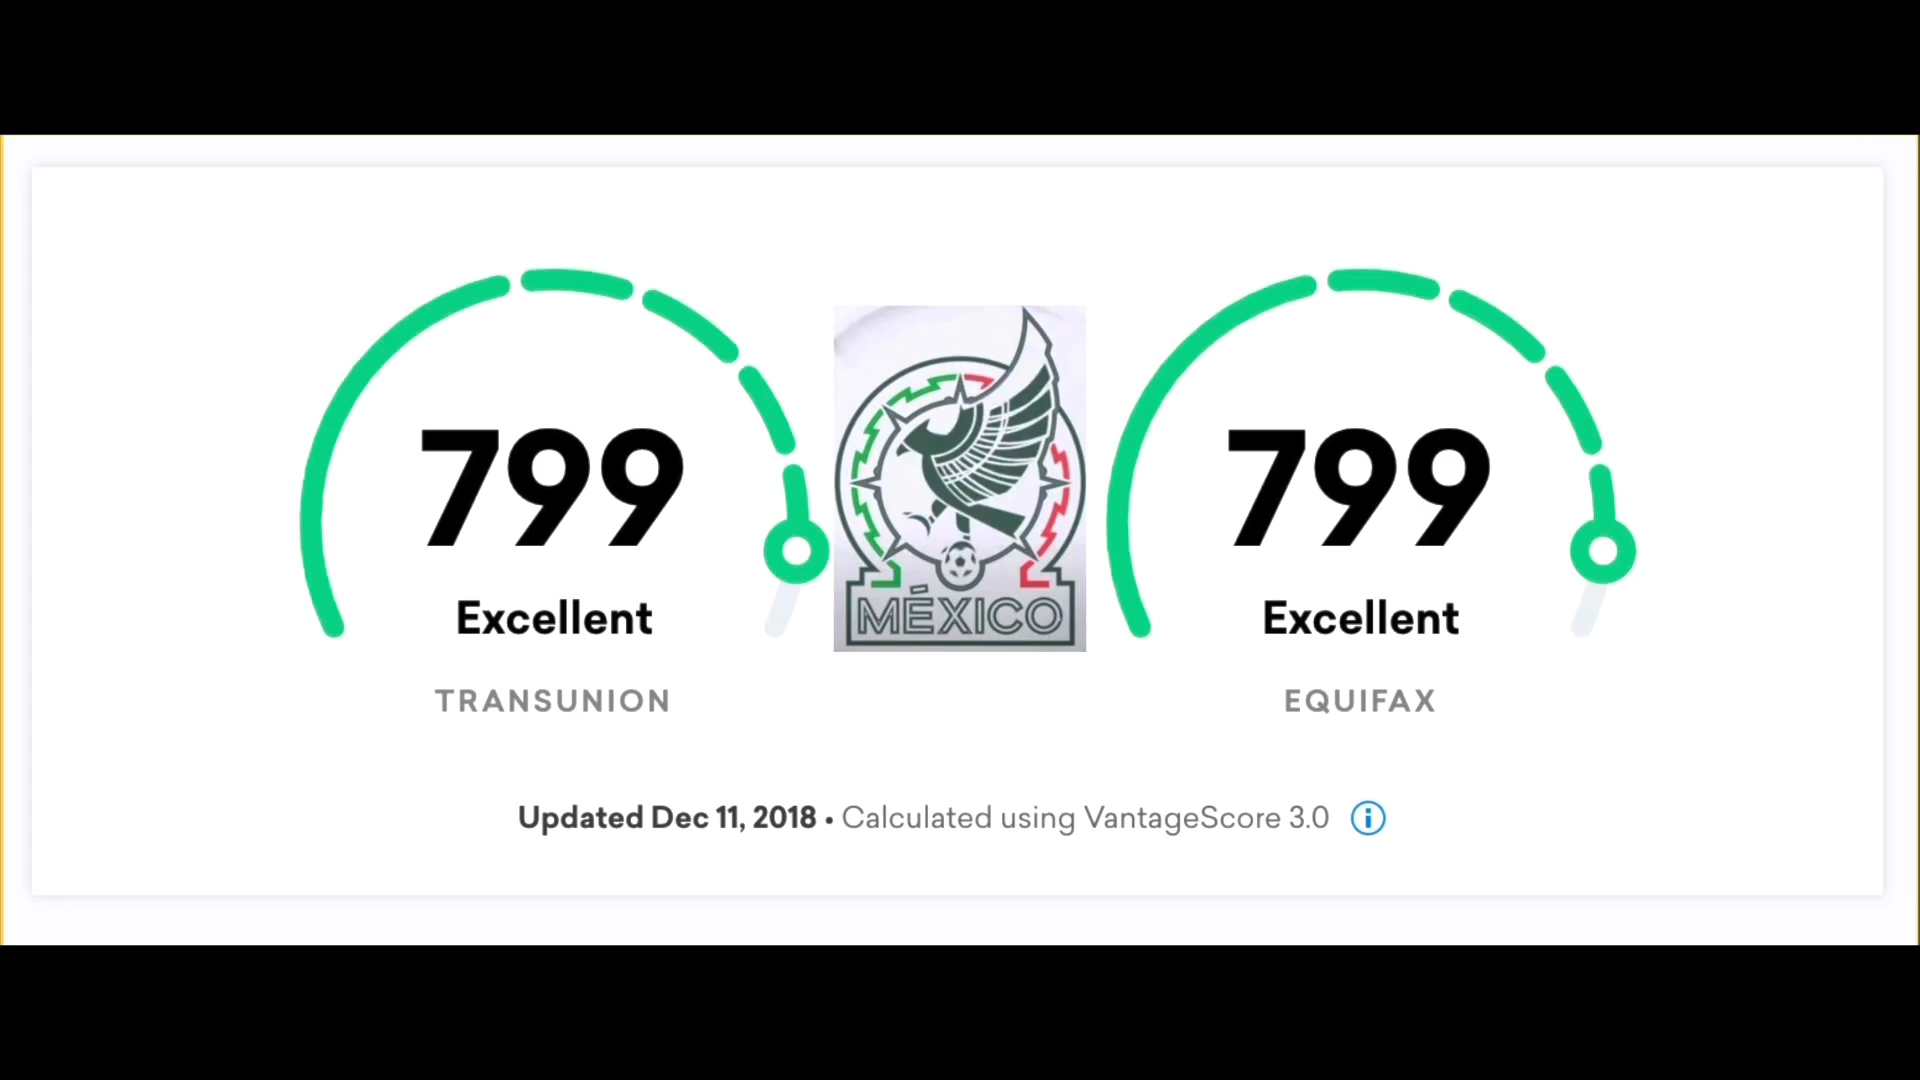 799
Excellent
TRANSUNION
MÉXICO
799
Excellent
EQUIFAX
Updated Dec 11, 2018 • Calculated using VantageScore 3.0